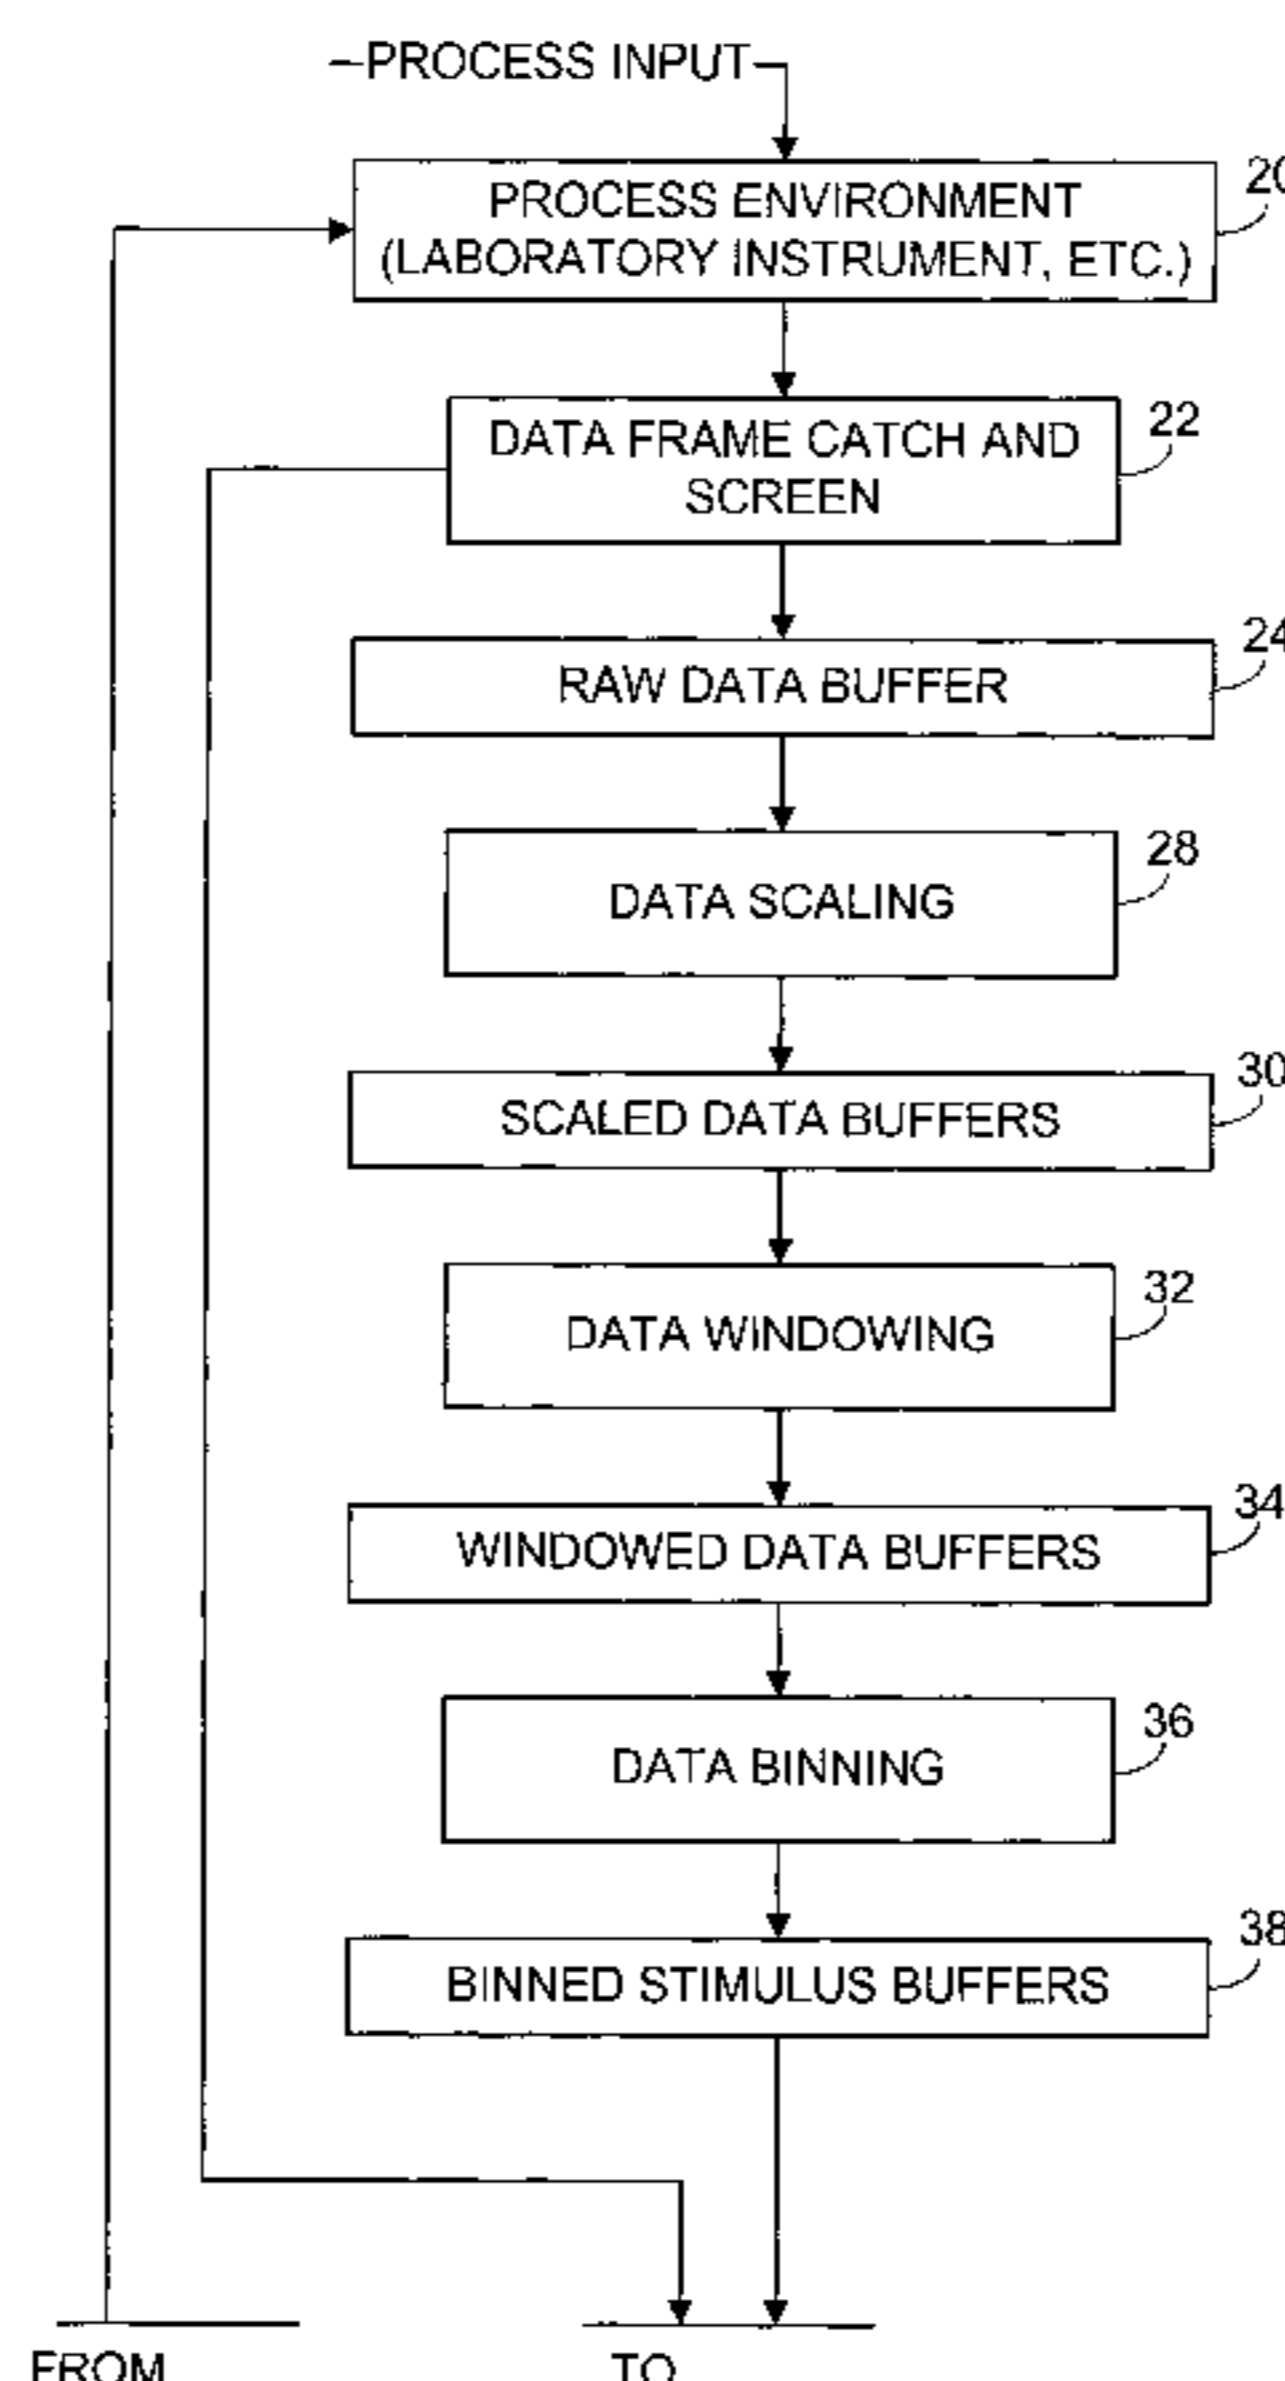 PROCESS INPUT
PROCESS ENVIRONMENT
(LABORATORY INSTRUMENT, ETC.)
20
DATA FRAME CATCH AND
SCREEN
22
RAW DATA BUFFER
24
DATA SCALING
28
SCALED DATA BUFFERS
30
DATA WINDOWING
32
WINDOWED DATA BUFFERS
34
DATA BINNING
36
BINNED STIMULUS BUFFERS
38
FROM
TO